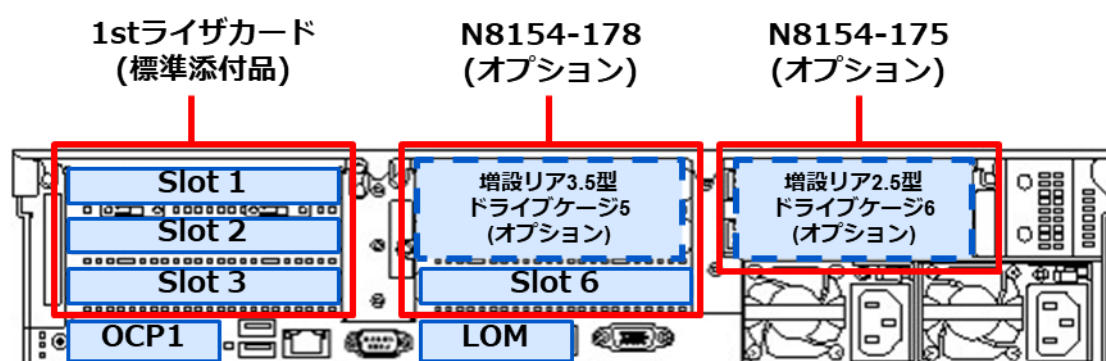 1stライザカード
(標準添付品)
N8154-178
(オプション)
N8154-175
(オプション)
Slot 1
Slot 2
Slot 3
増設リア3.5型
ドライブケージ5
(オプション)
Slot 6
増設リア2.5型
ドライブケージ6
(オプション)
OCP1
LOM